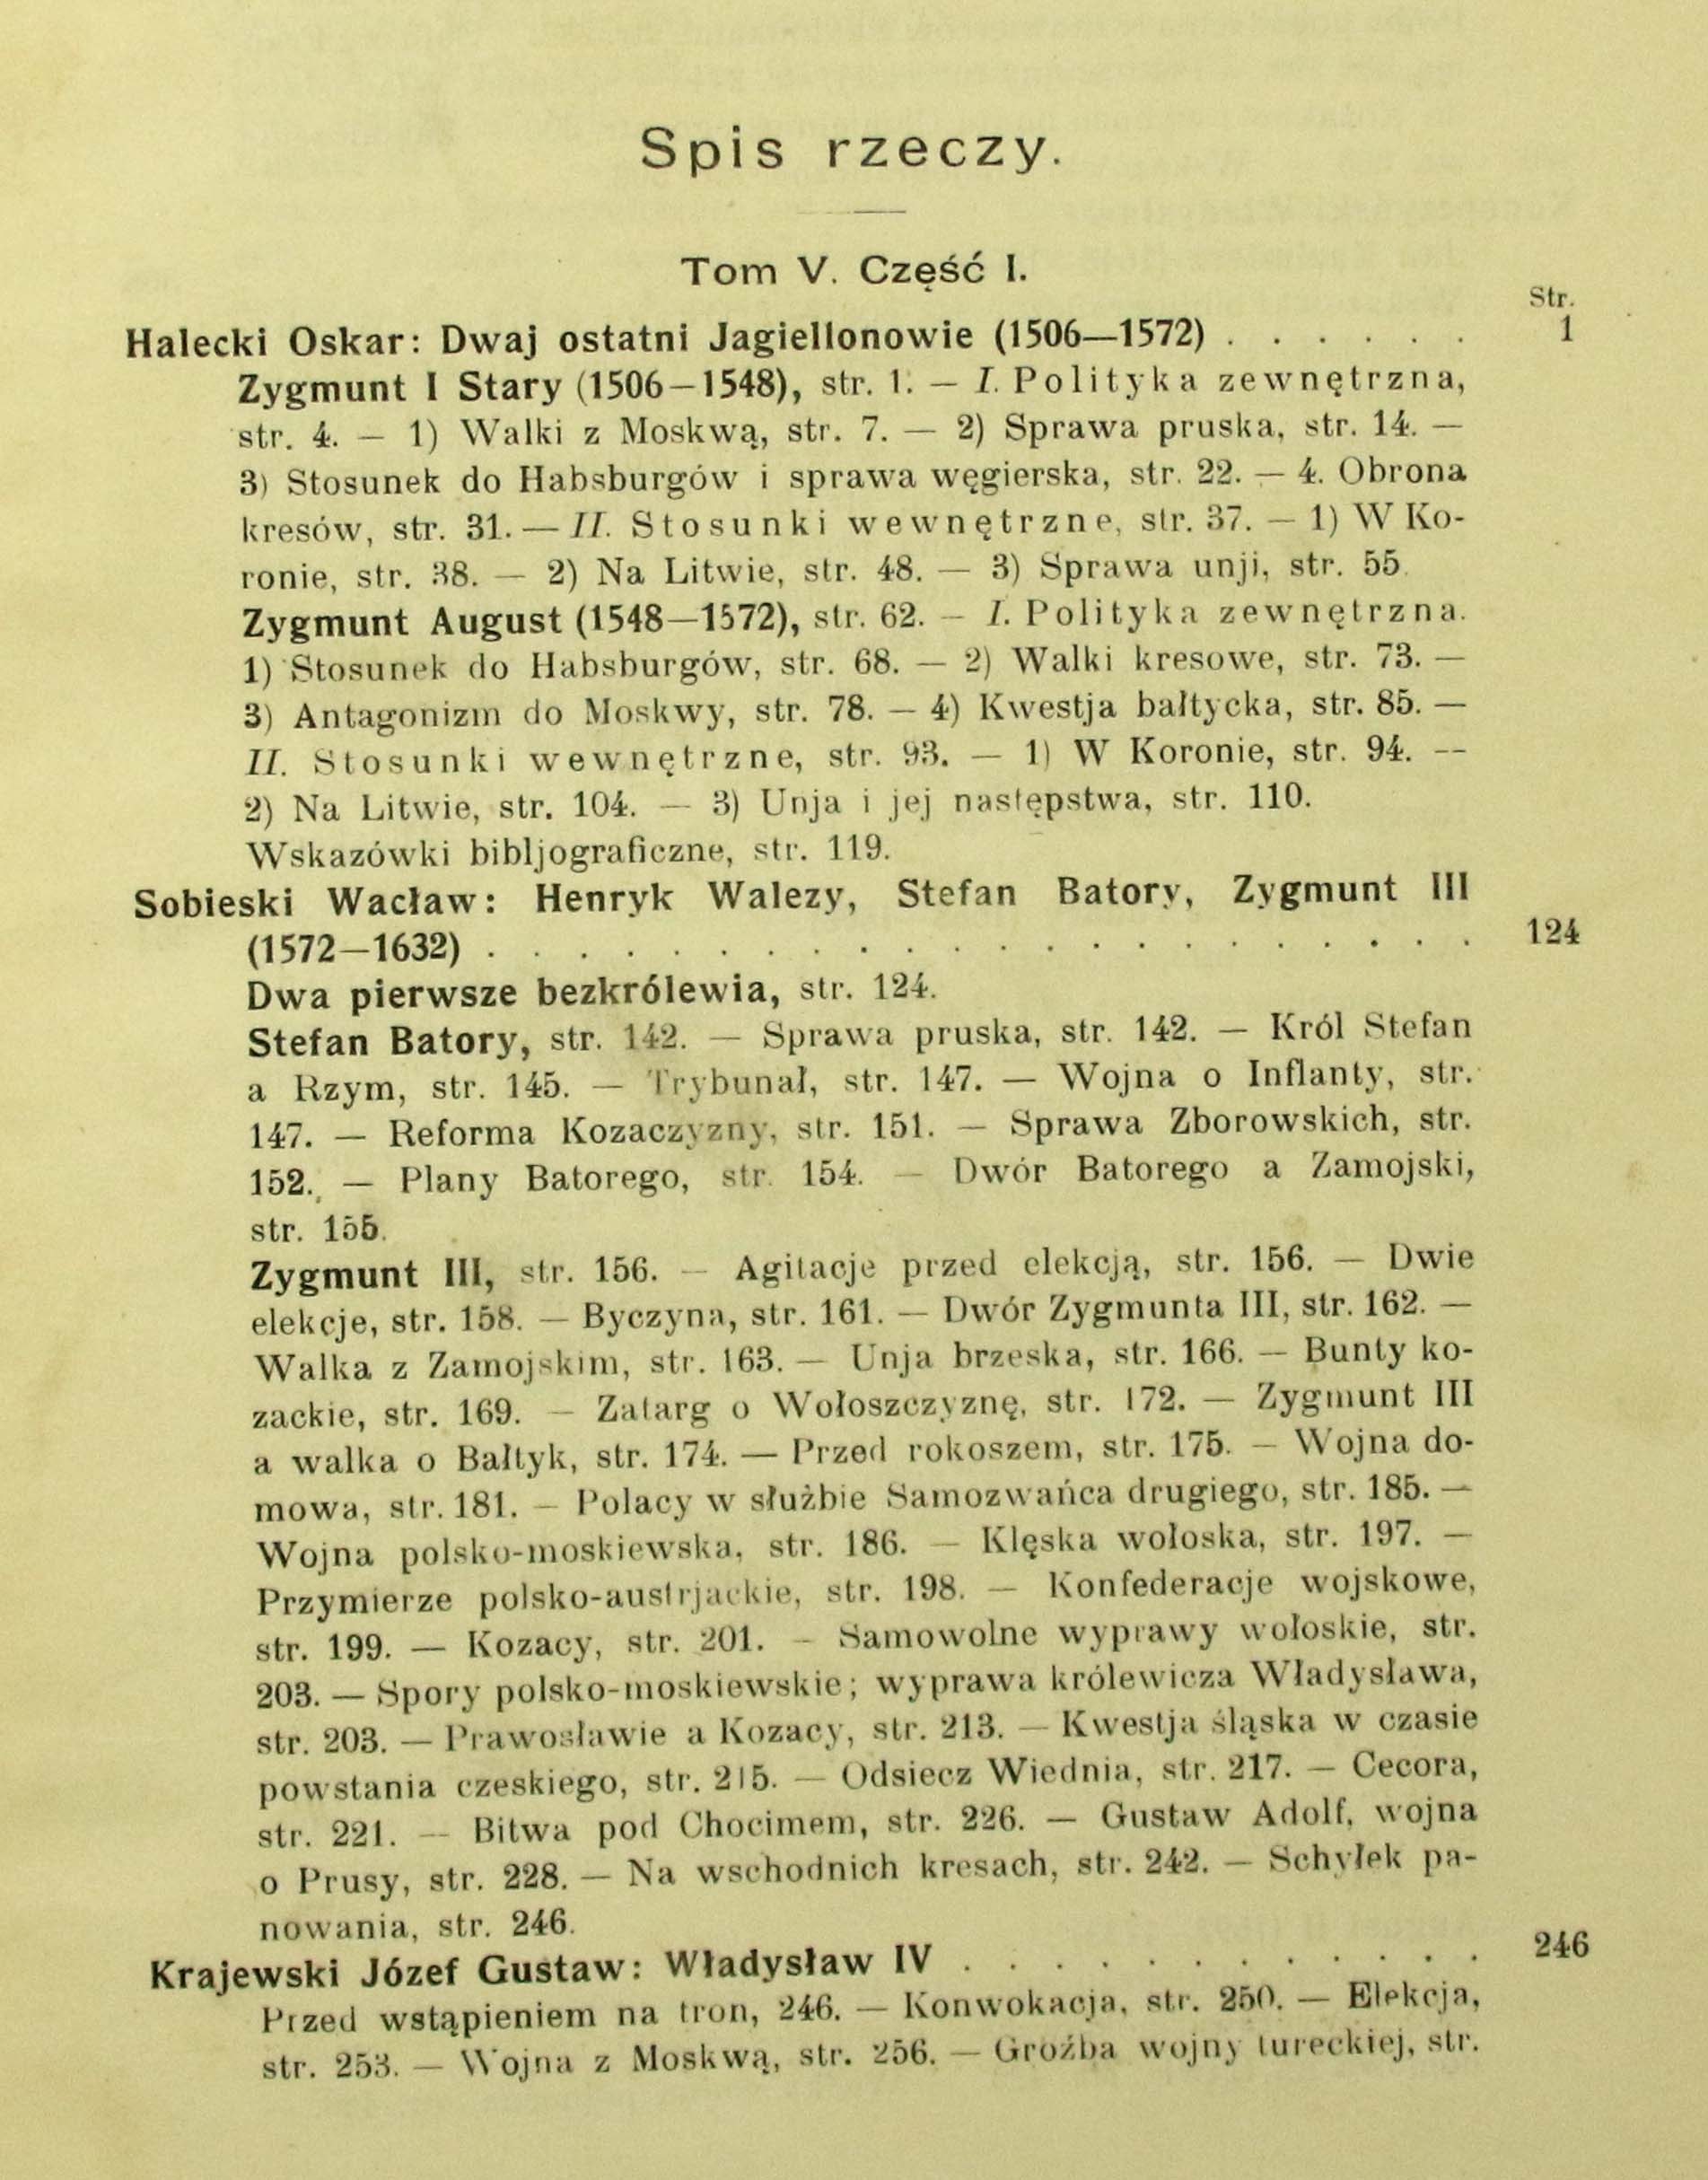 Spis rzeczy.
Tom V. Część I.
Str.
Halecki Oskar: Dwaj ostatni Jagiellonowie (1506—1572) . . . . . . 1
Zygmunt I Stary (1506—1548), str. 1. — I. Polityka zewnętrzna,
str. 4. — 1) Walki z Moskwą, str. 7. — 2) Sprawa pruska, str. 14. —
3) Stosunek do Habsburgów i sprawa węgierska, str. 22. — 4. Obrona
kresów, str. 31. — II. Stosunki wewnętrzne, str. 37. — 1) W Ko-
ronie, str. 38. — 2) Na Litwie, str. 48. — 3) Sprawa unji, str. 55.
Zygmunt August (1548—1572), str. 62. — I. Polityka zewnętrzna.
1) Stosunek do Habsburgów, str. 68. — 2) Walki kresowe, str. 73. —
3) Antagonizm do Moskwy, str. 78. — 4) Kwestja bałtycka, str. 85. —
II. Stosunki wewnętrzne, str. 93. — 1) W Koronie, str. 94. —
2) Na Litwie, str. 104. — 3) Unja i jej następstwa, str. 110.
Wskazówki bibljograficzne, str. 119.
Sobieski Wacław: Henryk Walezy, Stefan Batory, Zygmunt III
(1572—1632) . . . . . . . . . . . . . . . . . . . . . . 124
Dwa pierwsze bezkrólewia, str. 124.
Stefan Batory, str. 142. — Sprawa pruska, str. 142. — Król Stefan
a Rzym, str. 145. — Trybunał, str. 147. — Wojna o Inflanty, str.
147. — Reforma Kozaczyzny, str. 151. — Sprawa Zborowskich, str.
152. — Plany Batorego, str. 154. — Dwór Batorego a Zamojski,
str. 155.
Zygmunt III, str. 156. — Agitacje przed elekcją, str. 156. — Dwie
elekcje, str. 158. — Byczyna, str. 161. — Dwór Zygmunta III, str. 162. —
Walka z Zamojskim, str. 163. — Unja brzeska, str. 166. — Bunty ko-
zackie, str. 169. — Zatarg o Wołoszczyznę, str. 172. — Zygmunt III
a walka o Bałtyk, str. 174. — Przed rokoszem, str. 175. — Wojna do-
mowa, str. 181. — Polacy w służbie Samozwańca drugiego, str. 185. —
Wojna polsko-moskiewska, str. 186. — Klęska wołoska, str. 197. —
Przymierze polsko-austrjackie, str. 198. — Konfederacje wojskowe,
str. 199. — Kozacy, str. 201. — Samowolne wyprawy wołoskie, str.
203. — Spory polsko-moskiewskie; wyprawa królewicza Władysława,
str. 203. — Prawosławie a Kozacy, str. 213. — Kwestja śląska w czasie
powstania czeskiego, str. 215. — Odsiecz Wiednia, str. 217. — Cecora,
str. 221. — Bitwa pod Chocimem, str. 226. — Gustaw Adolf, wojna
o Prusy, str. 228. — Na wschodnich kresach, str. 242. — Schyłek pa-
nowania, str. 246.
Krajewski Józef Gustaw: Władysław IV . . . . . . . . . . . . 246
Przed wstąpieniem na tron, 246. — Konwokacja, str. 250. — Elekcja,
str. 253. — Wojna z Moskwą, str. 256. — Groźba wojny tureckiej, str.